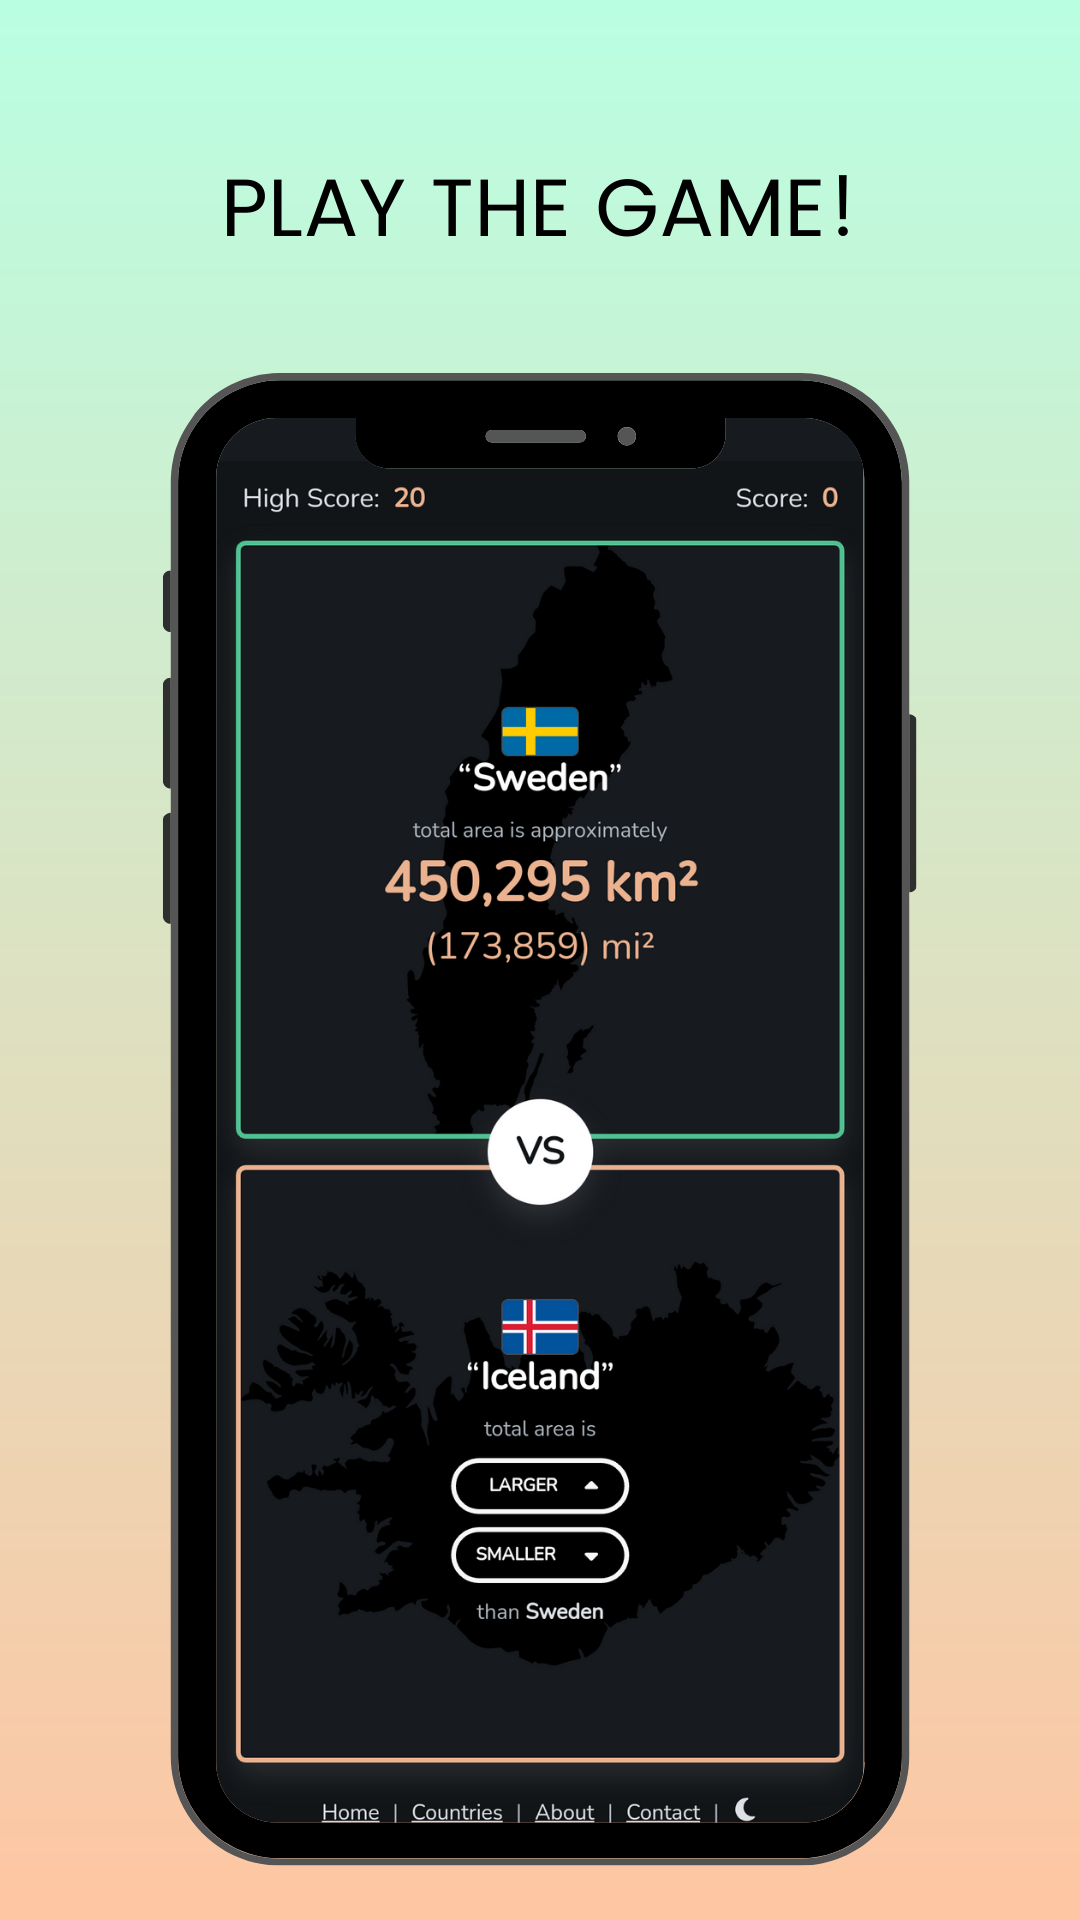 PLAY THE GAME!
High Score: 20 Score: 0
“Sweden”
total area is approximately
450,295 km²
(173,859) mi²
VS
“Iceland”
total area is
LARGER
SMALLER
than Sweden
Home | Countries | About | Contact |